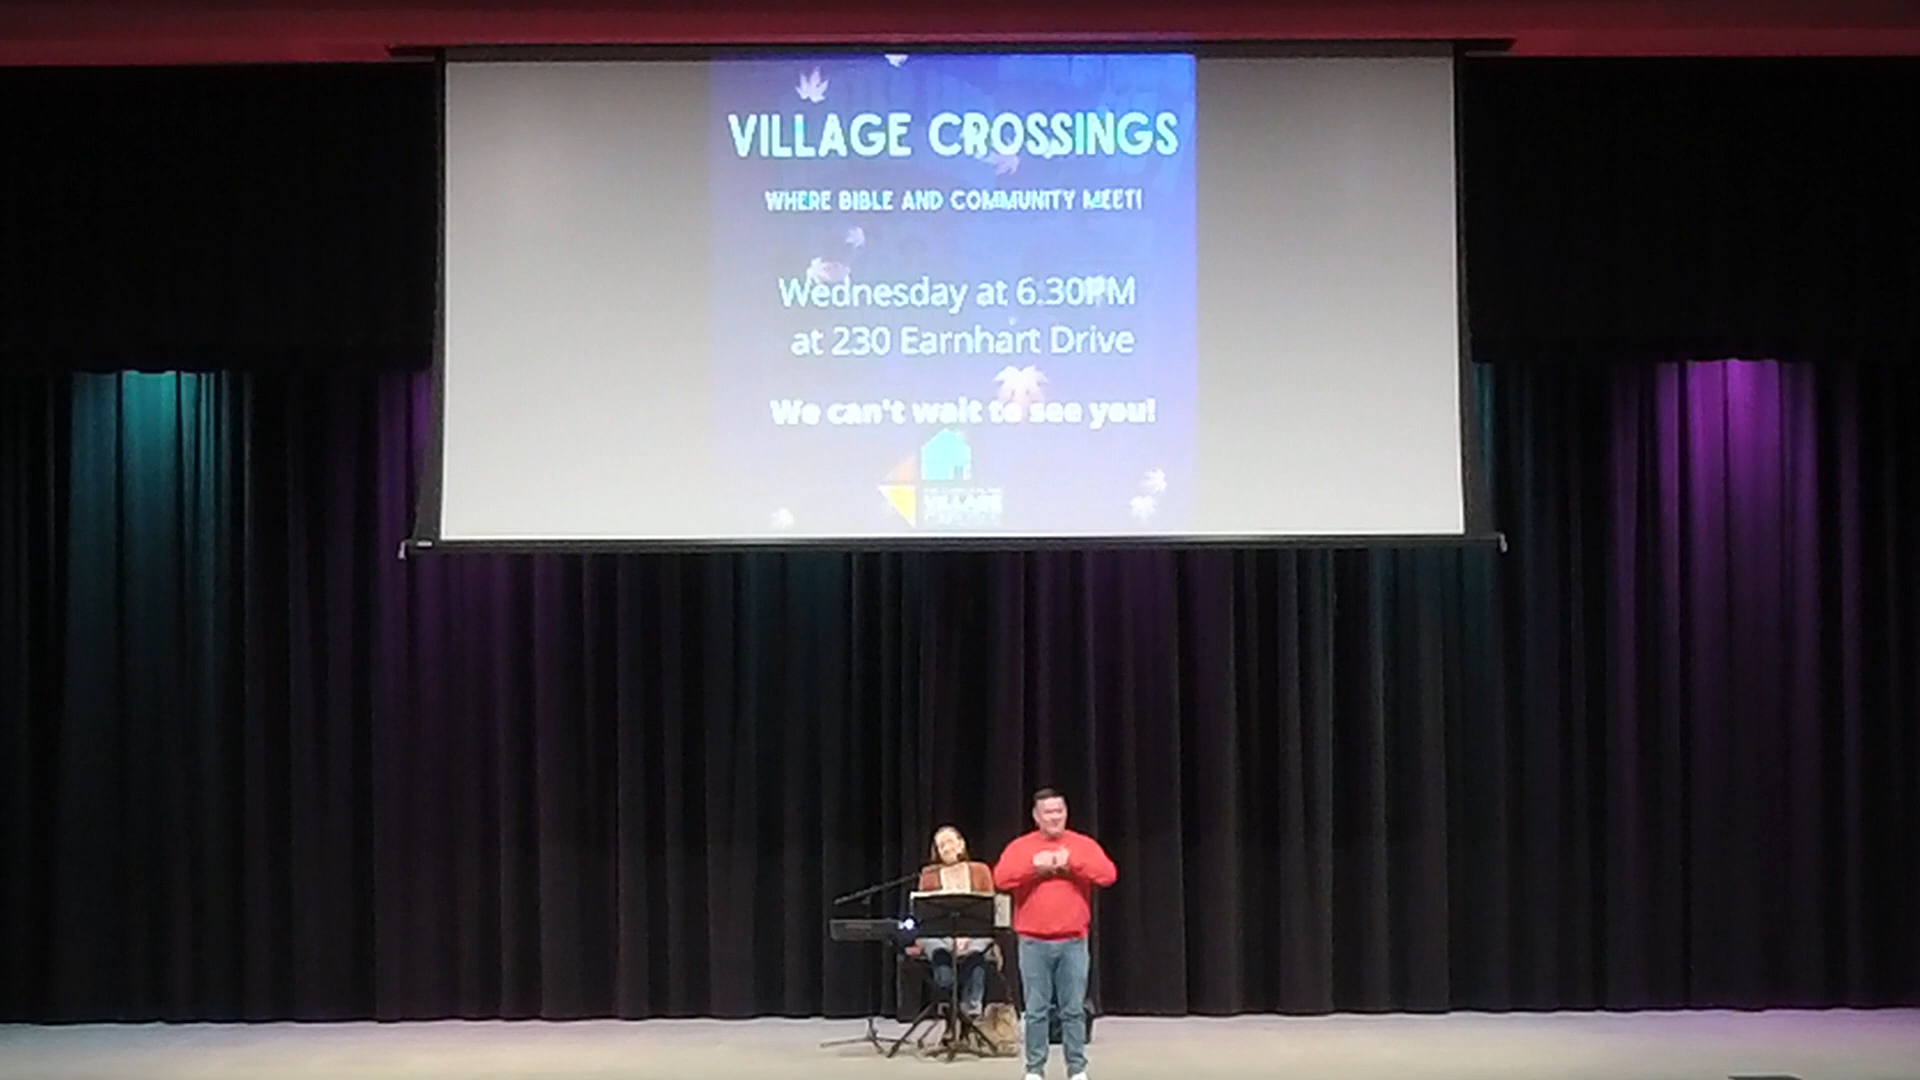 VILLAGE CROSSINGS
WHERE BIBLE AND COMMUNITY MEET!
Wednesday at 6.30PM
at 230 Earnhart Drive
We can't wait to see you!
VILLAGE